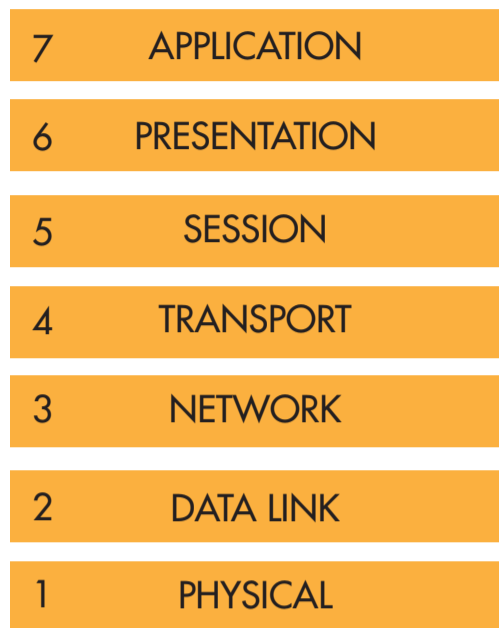 7 APPLICATION
6 PRESENTATION
5 SESSION
4 TRANSPORT
3 NETWORK
2 DATA LINK
1 PHYSICAL